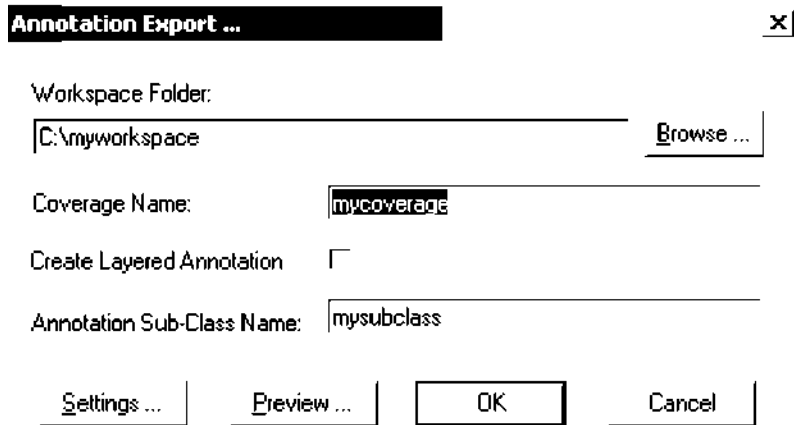 Annotation Export ...
Workspace Folder:
C:\myworkspace
Browse ...
Coverage Name:
mycoverage
Create Layered Annotation
Annotation Sub-Class Name:
mysubclass
Settings ...
Preview ...
OK
Cancel